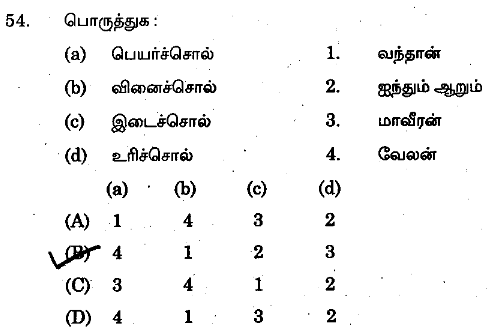 54. பொருத்துக :
(a) பெயர்ச்சொல் 1. வந்தான்
(b) வினைச்சொல் 2. ஐந்தும் ஆறும்
(c) இடைச்சொல் 3. மாவீரன்
(d) உரிச்சொல் 4. வேலன்
(a) (b) (c) (d)
(A) 1 4 3 2
(B) 4 1 2 3
(C) 3 4 1 2
(D) 4 1 3 2